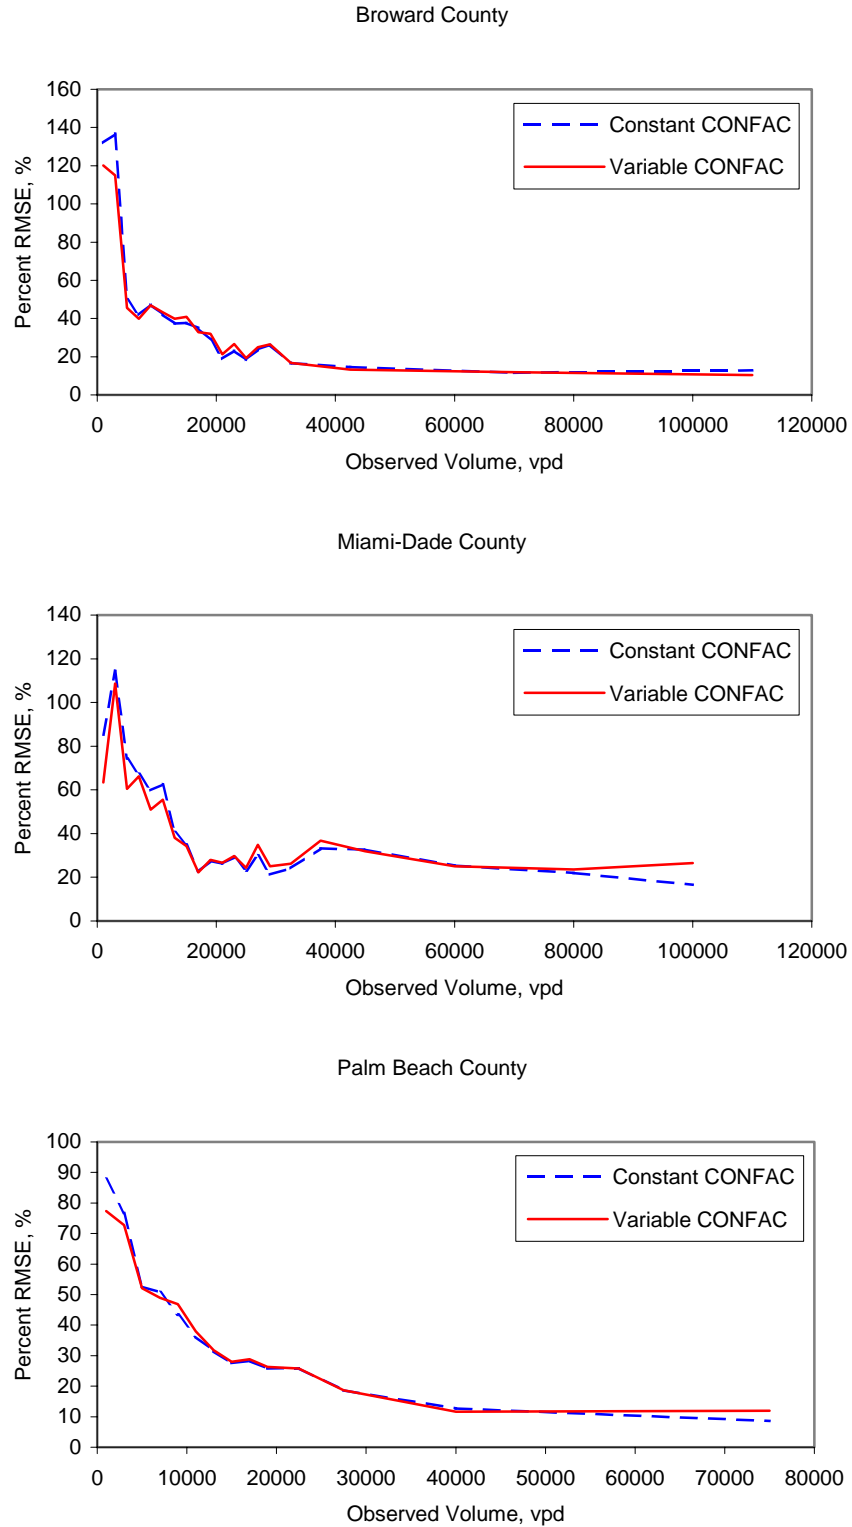 Broward County
160
140
120
100
80
60
40
20
0
Percent RMSE, %
Constant CONFAC
Variable CONFAC
0 20000 40000 60000 80000 100000 120000
Observed Volume, vpd
Miami-Dade County
140
120
100
80
60
40
20
0
Percent RMSE, %
Constant CONFAC
Variable CONFAC
0 20000 40000 60000 80000 100000 120000
Observed Volume, vpd
Palm Beach County
100
90
80
70
60
50
40
30
20
10
0
Percent RMSE, %
Constant CONFAC
Variable CONFAC
0 10000 20000 30000 40000 50000 60000 70000 80000
Observed Volume, vpd